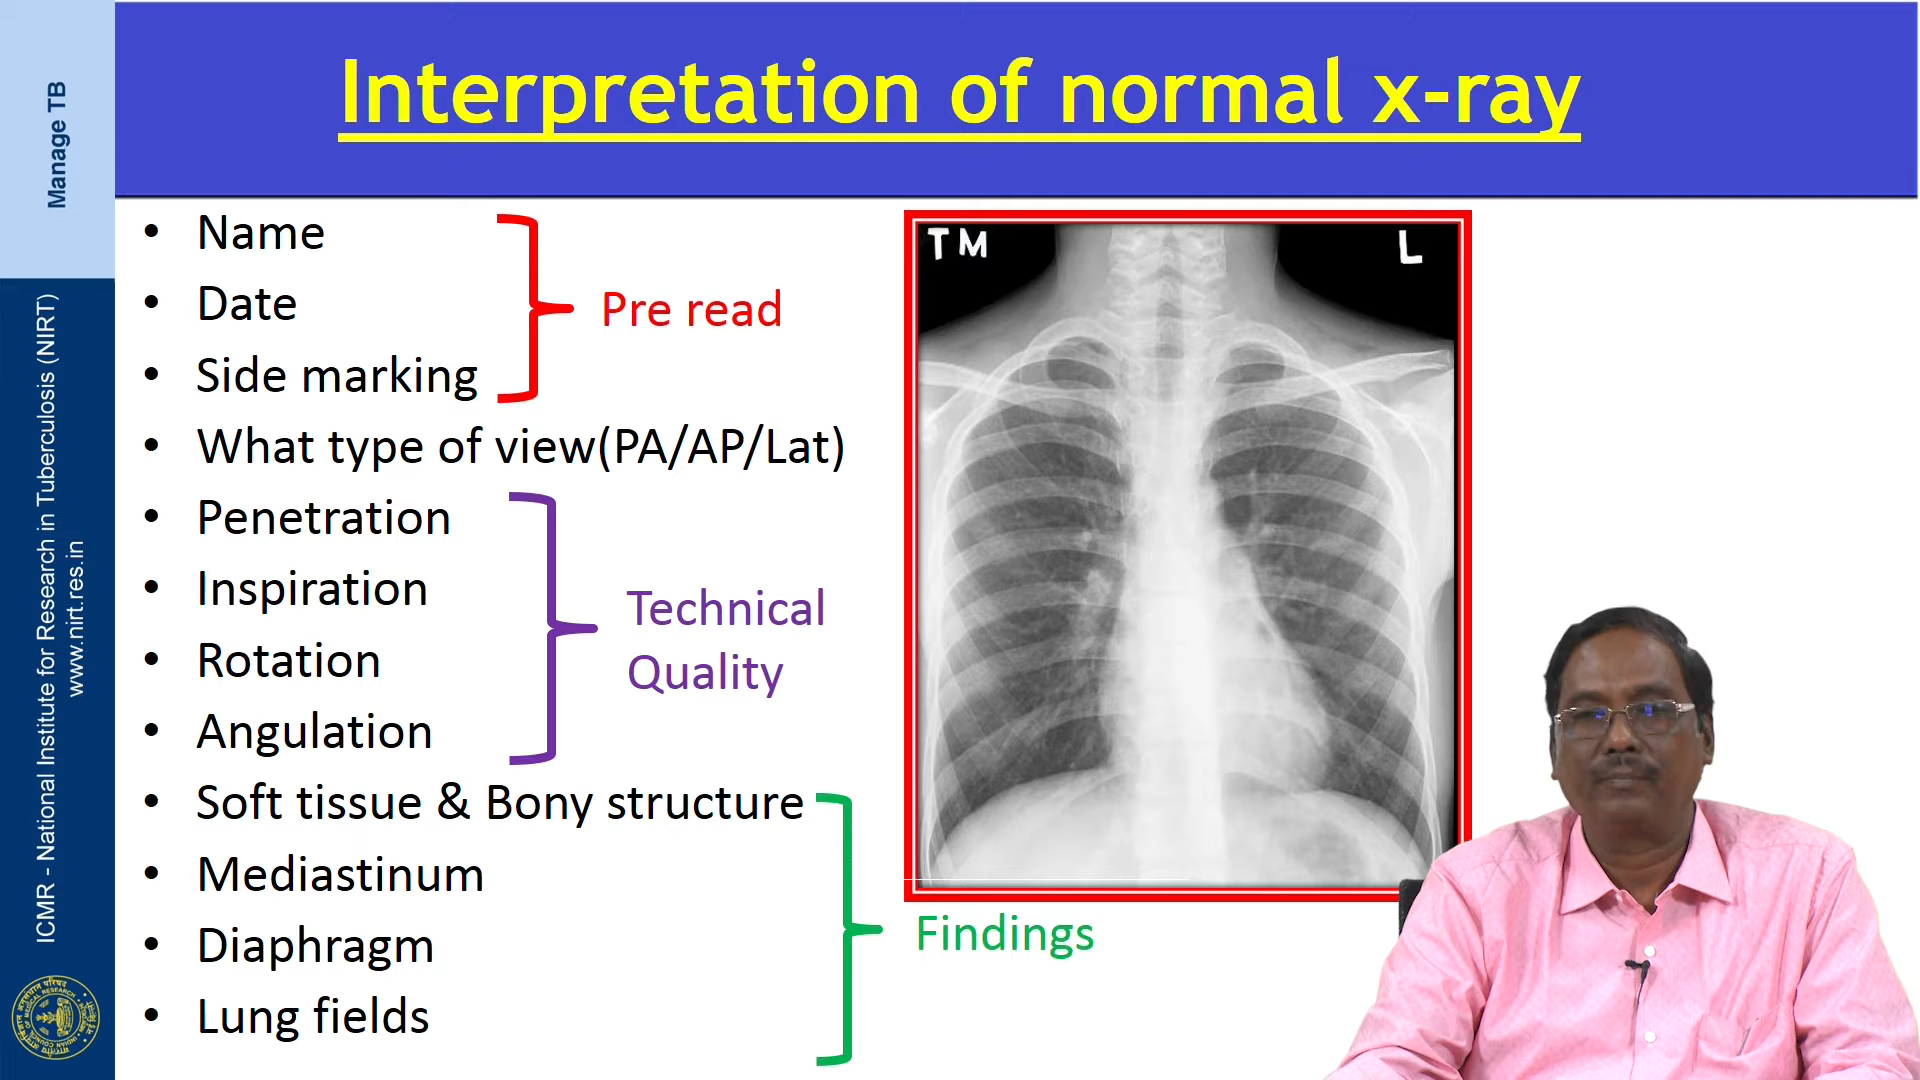 Interpretation of normal x-ray
Manage TB
ICMR - National Institute for Research in Tuberculosis (NIRT)
www.nirt.res.in
• Name
• Date
• Side marking
Pre read
• What type of view(PA/AP/Lat)
• Penetration
• Inspiration
• Rotation
• Angulation
Technical
Quality
• Soft tissue & Bony structure
• Mediastinum
• Diaphragm
• Lung fields
Findings
TM
L